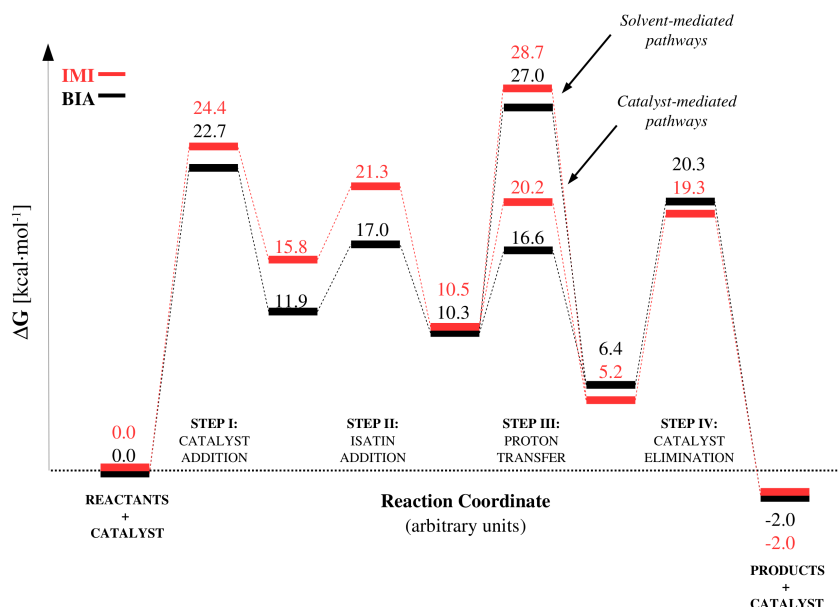 Solvent-mediated
pathways
28.7
27.0
IMI
BIA
24.4
22.7
Catalyst-mediated
pathways
21.3
17.0
20.2
16.6
20.3
19.3
15.8
11.9
10.5
10.3
6.4
5.2
ΔG [kcal·mol⁻¹]
0.0
0.0
STEP I:
CATALYST
ADDITION
STEP II:
ISATIN
ADDITION
STEP III:
PROTON
TRANSFER
STEP IV:
CATALYST
ELIMINATION
REACTANTS
+
CATALYST
Reaction Coordinate
(arbitrary units)
-2.0
-2.0
PRODUCTS
+
CATALYST